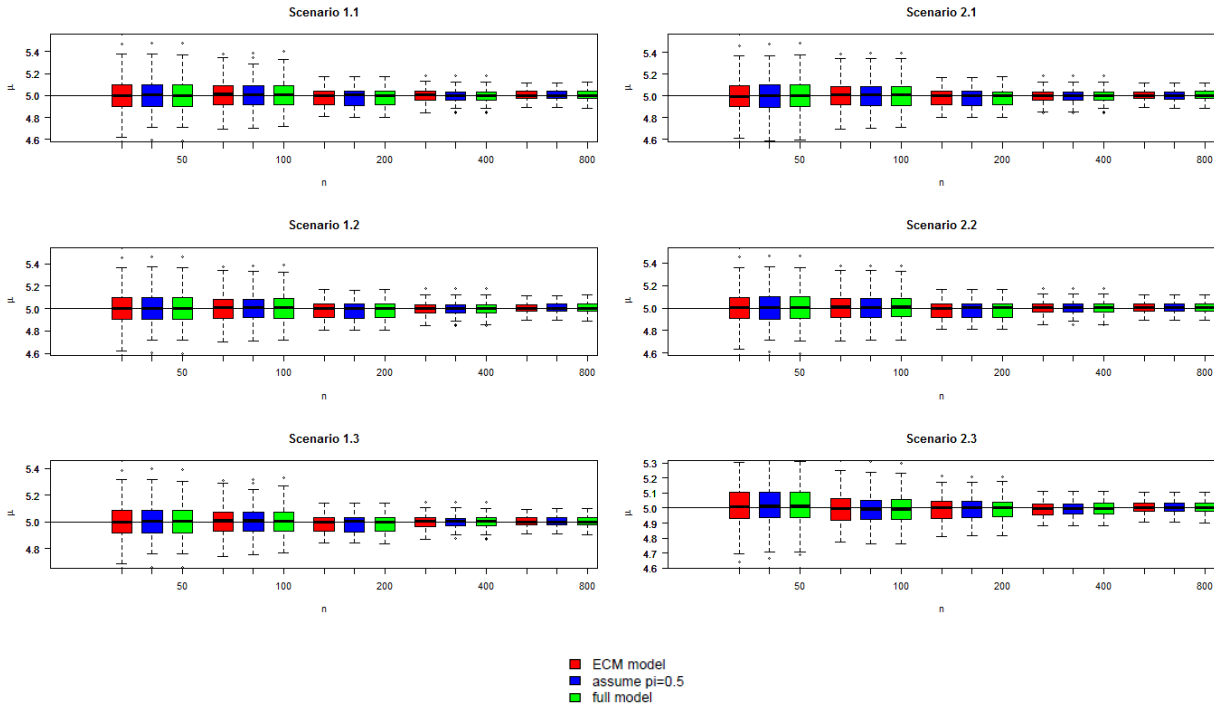 Scenario 1.1
5.4
5.2
5.0
4.8
4.6
μ
50 100 200 400 800
n
Scenario 2.1
5.4
5.2
5.0
4.8
4.6
μ
50 100 200 400 800
n
Scenario 1.2
5.4
5.2
5.0
4.8
4.6
μ
50 100 200 400 800
n
Scenario 2.2
5.4
5.2
5.0
4.8
4.6
μ
50 100 200 400 800
n
Scenario 1.3
5.4
5.2
5.0
4.8
μ
50 100 200 400 800
n
Scenario 2.3
5.3
5.2
5.1
5.0
4.9
4.8
4.7
4.6
μ
50 100 200 400 800
n
ECM model
assume pi=0.5
full model